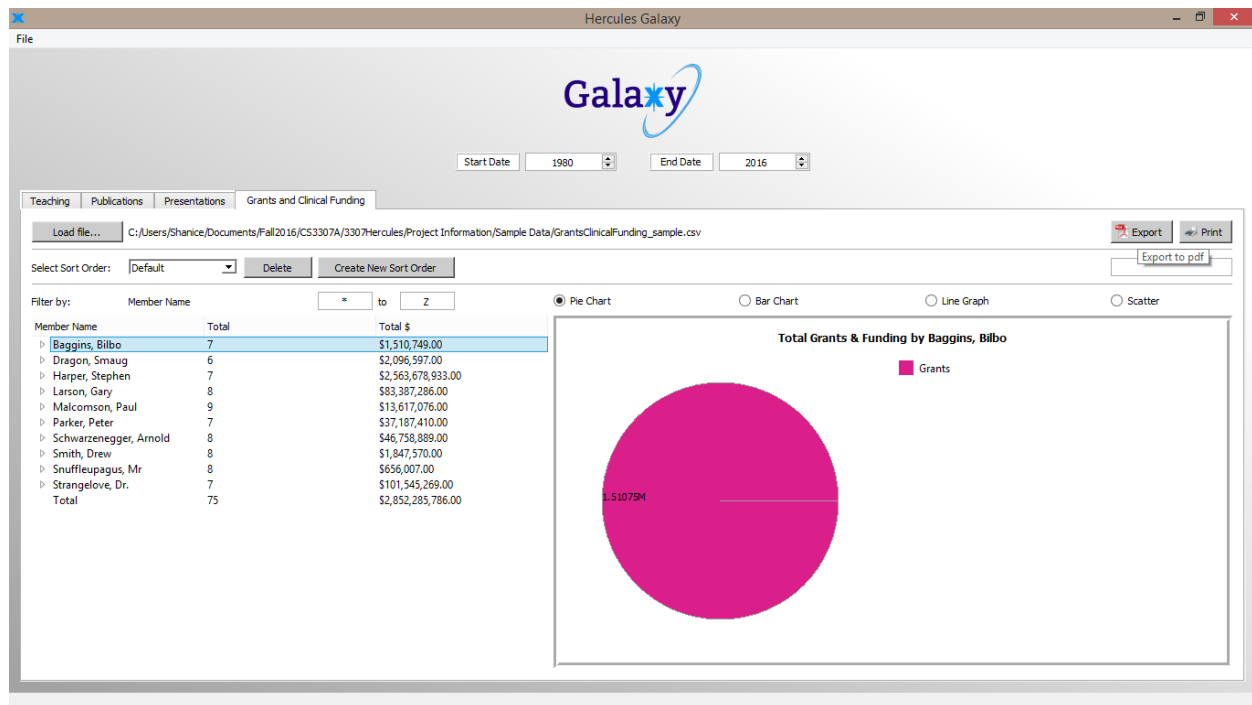 Hercules Galaxy
File
Galaxy
Start Date 1980 End Date 2016
Teaching Publications Presentations Grants and Clinical Funding
Load file... C:/Users/Shanice/Documents/Fall2016/CS3307A/3307Hercules/Project Information/Sample Data/GrantsClinicalFunding_sample.csv Export Print
Export to pdf
Select Sort Order: Default Delete Create New Sort Order
Filter by: Member Name * to Z Pie Chart Bar Chart Line Graph Scatter
Member Name Total Total $
Baggins, Bilbo 7 $1,510,749.00
Dragon, Smaug 6 $2,096,597.00
Harper, Stephen 7 $2,563,678,933.00
Larson, Gary 8 $83,387,286.00
Malcomson, Paul 9 $13,617,076.00
Parker, Peter 7 $37,187,410.00
Schwarzenegger, Arnold 8 $46,758,889.00
Smith, Drew 8 $1,847,570.00
Snuffleupagus, Mr 8 $656,007.00
Strangelove, Dr. 7 $101,545,269.00
Total 75 $2,852,285,786.00
Total Grants & Funding by Baggins, Bilbo
Grants
1.51075M